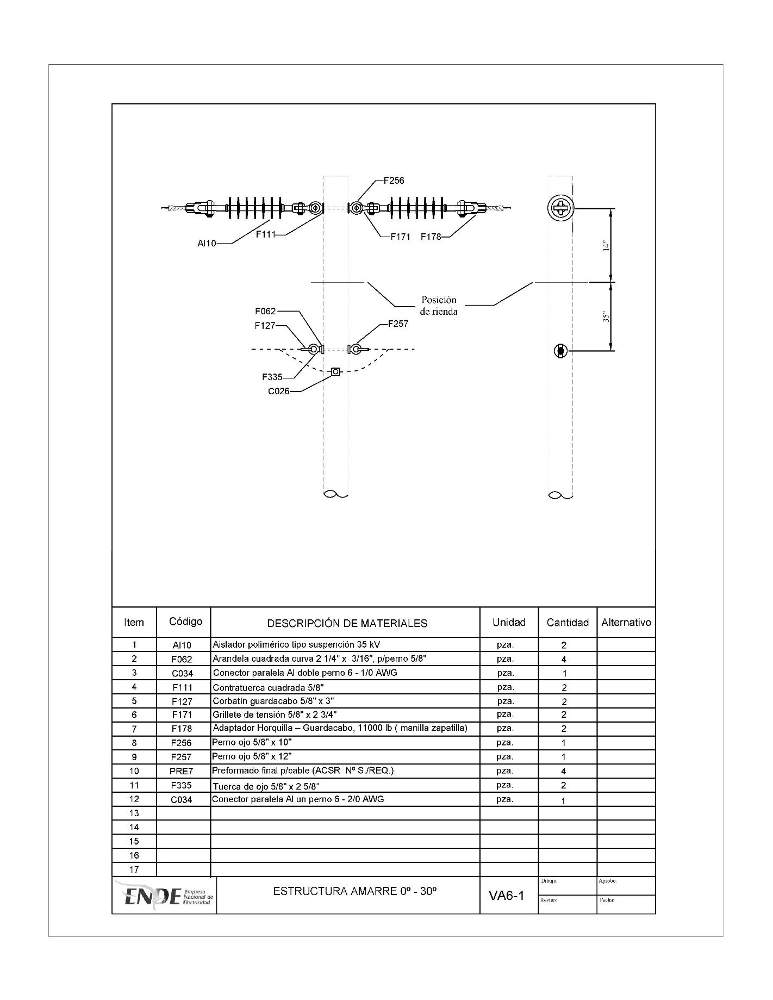 F256
F111
F171 F178
AI10
14"
Posición
de rienda
F062
F127
F257
35"
F335
C026
Item Código DESCRIPCIÓN DE MATERIALES Unidad Cantidad Alternativo
1 AI10 Aislador polimérico tipo suspención 35 kV pza. 2
2 F062 Arandela cuadrada curva 2 1/4" x 3/16", p/perno 5/8" pza. 4
3 C034 Conector paralela Al doble perno 6 - 1/0 AWG pza. 1
4 F111 Contratuerca cuadrada 5/8" pza. 2
5 F127 Corbatín guardacabo 5/8" x 3" pza. 2
6 F171 Grillete de tensión 5/8" x 2 3/4" pza. 2
7 F178 Adaptador Horquilla – Guardacabo, 11000 lb ( manilla zapatilla) pza. 2
8 F256 Perno ojo 5/8" x 10" pza. 1
9 F257 Perno ojo 5/8" x 12" pza. 1
10 PRE7 Preformado final p/cable (ACSR Nº S./REQ.) pza. 4
11 F335 Tuerca de ojo 5/8" x 2 5/8" pza. 2
12 C034 Conector paralela Al un perno 6 - 2/0 AWG pza. 1
13
14
15
16
17
ENDE Empresa
Nacional de
Electricidad
ESTRUCTURA AMARRE 0º - 30º
VA6-1
Dibujo: Aprobo:
Reviso: Fecha: